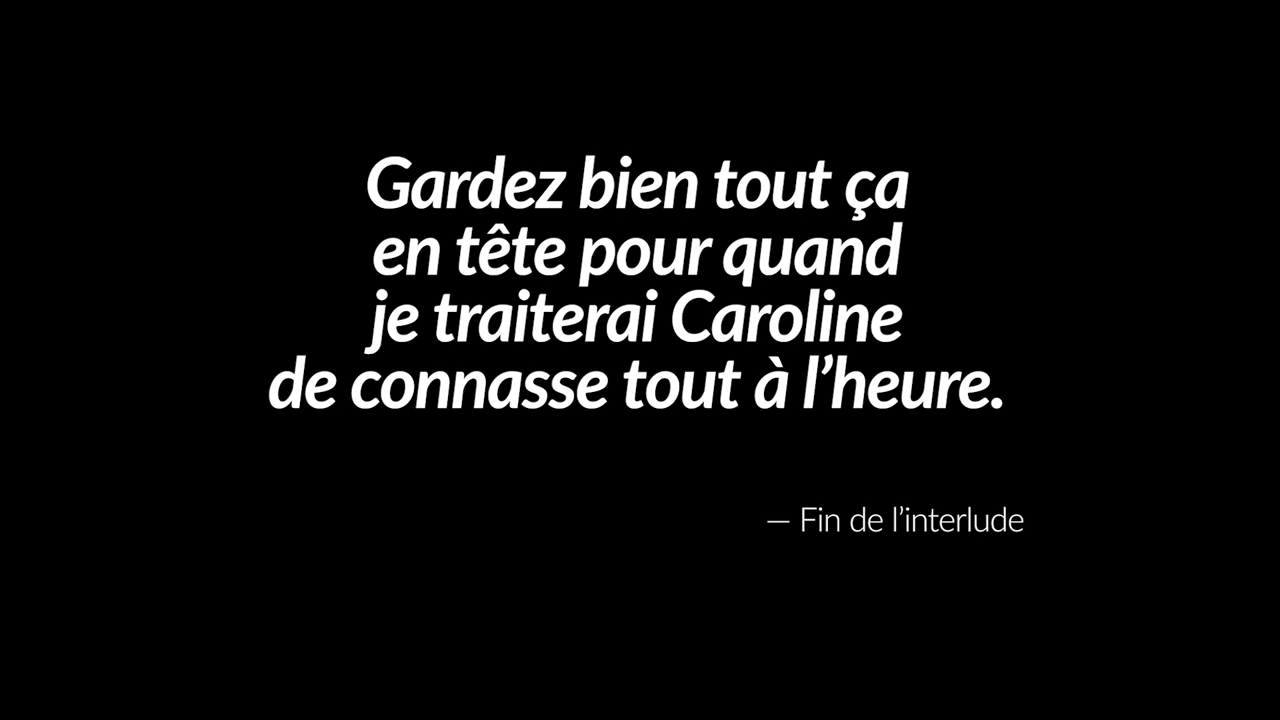 Gardez bien tout ça
en tête pour quand
je traiterai Caroline
de connasse tout à l’heure.
— Fin de l’interlude